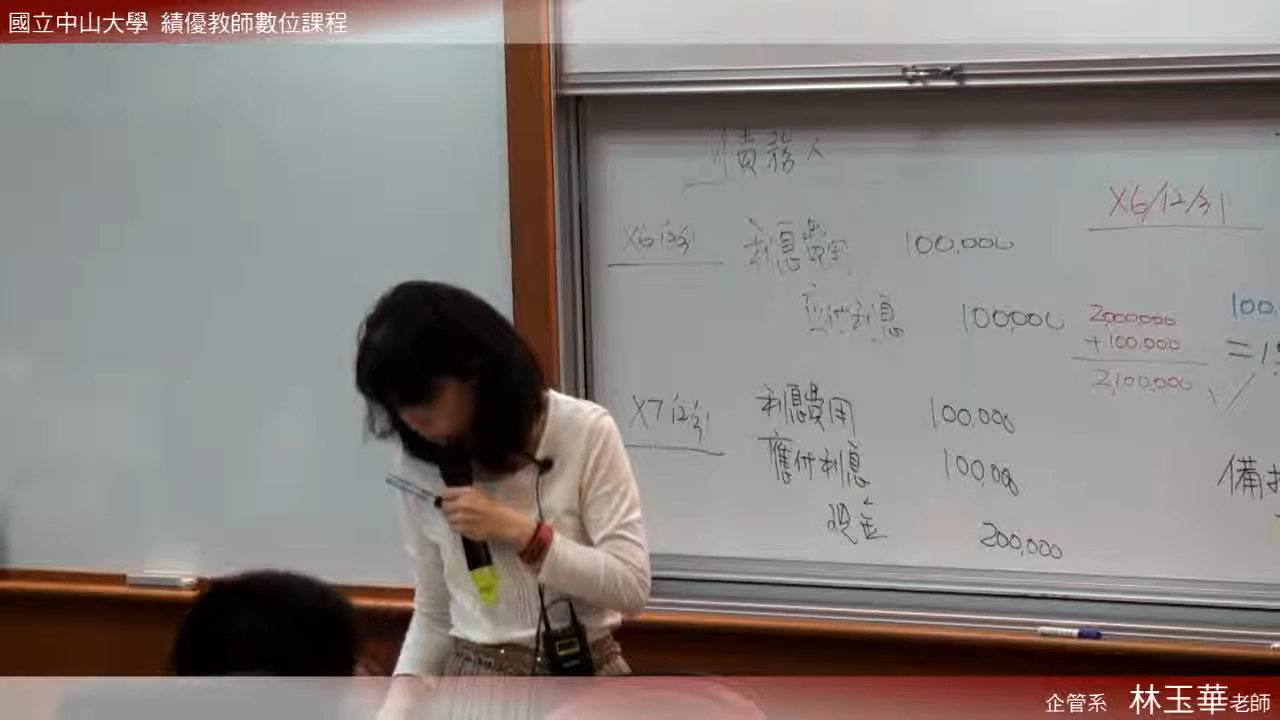 國立中山大學 績優教師數位課程
債務人
X6/12/31
X6 12/31 利息費用 100,000
應付利息 100,000
2,000,000
+100,000
2,100,000
100,
=1
X7 12/31 利息費用 100,000
應付利息 100,000
現金 200,000
備
企管系 林玉華老師